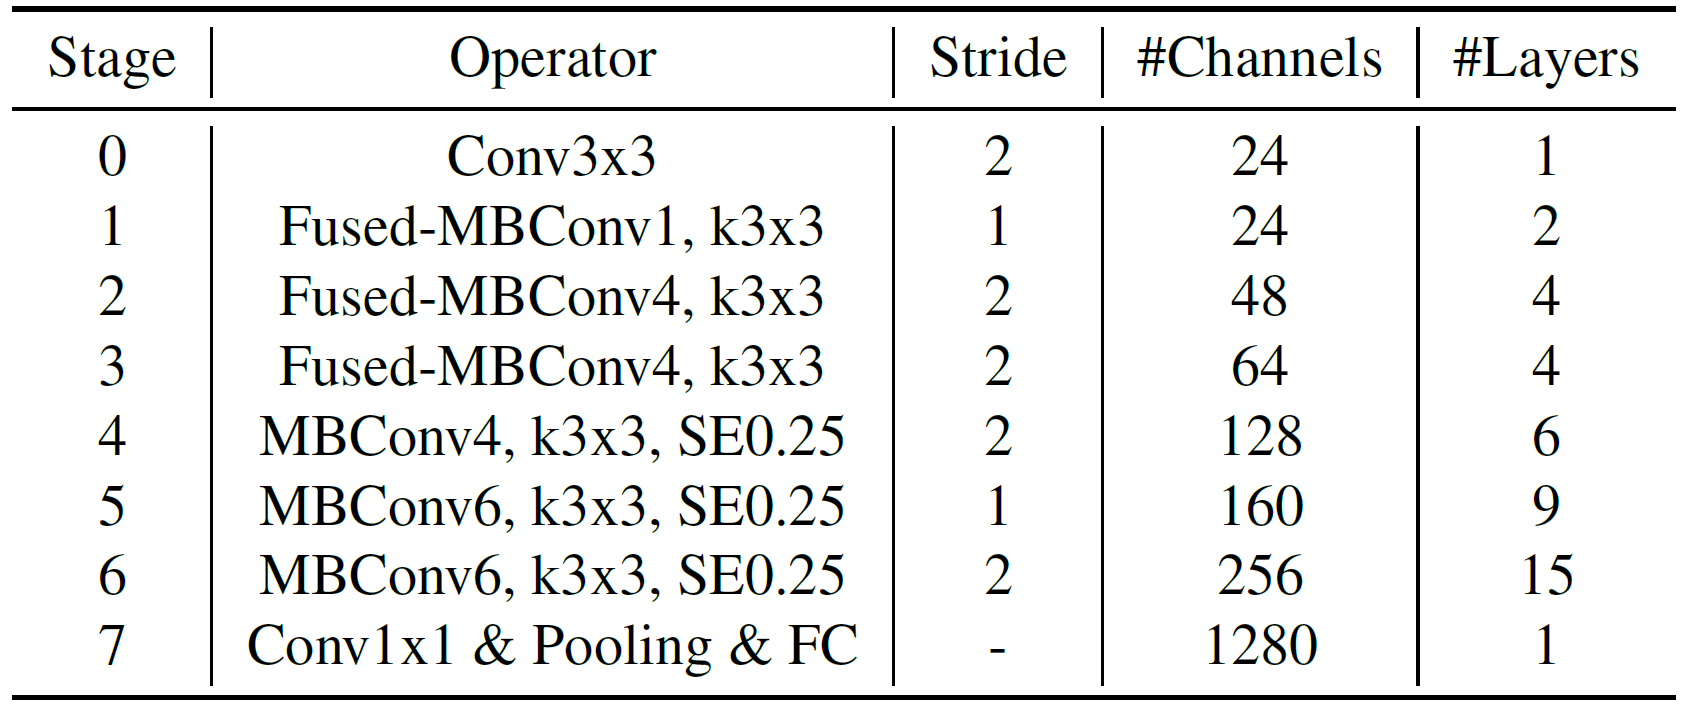 Stage Operator Stride #Channels #Layers
0 Conv3x3 2 24 1
1 Fused-MBConv1, k3x3 1 24 2
2 Fused-MBConv4, k3x3 2 48 4
3 Fused-MBConv4, k3x3 2 64 4
4 MBConv4, k3x3, SE0.25 2 128 6
5 MBConv6, k3x3, SE0.25 1 160 9
6 MBConv6, k3x3, SE0.25 2 256 15
7 Conv1x1 & Pooling & FC - 1280 1